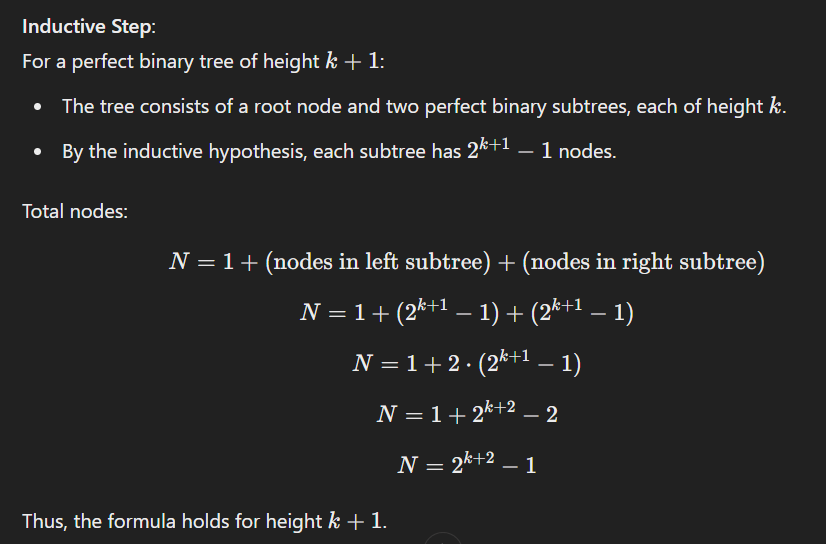 Inductive Step:
For a perfect binary tree of height k + 1:
• The tree consists of a root node and two perfect binary subtrees, each of height k.
• By the inductive hypothesis, each subtree has 2^{k+1} − 1 nodes.
Total nodes:
N = 1 + (nodes in left subtree) + (nodes in right subtree)
N = 1 + (2^{k+1} − 1) + (2^{k+1} − 1)
N = 1 + 2 · (2^{k+1} − 1)
N = 1 + 2^{k+2} − 2
N = 2^{k+2} − 1
Thus, the formula holds for height k + 1.